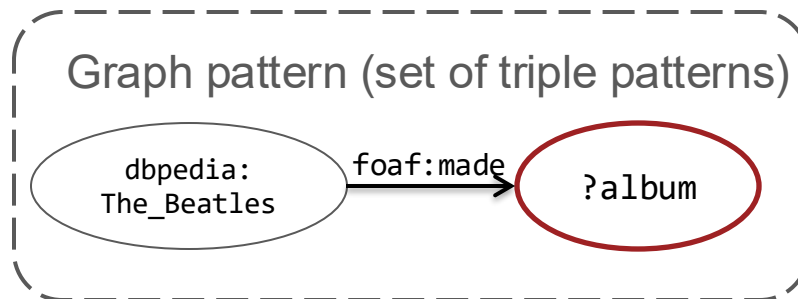 Graph pattern (set of triple patterns)
dbpedia:
The_Beatles
foaf:made
?album